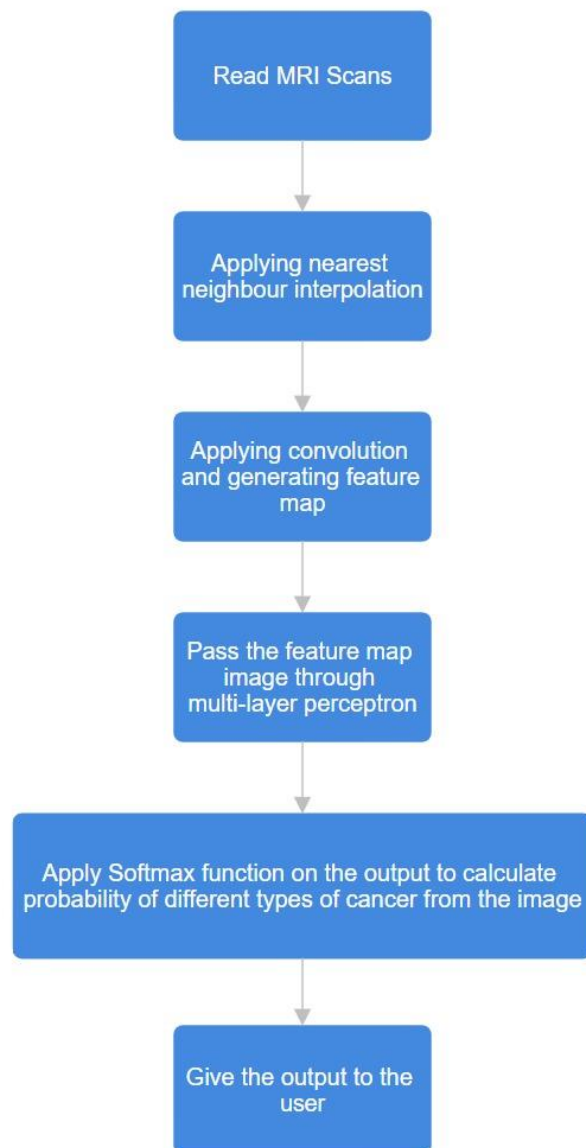 Read MRI Scans
Applying nearest
neighbour interpolation
Applying convolution
and generating feature
map
Pass the feature map
image through
multi-layer perceptron
Apply Softmax function on the output to calculate
probability of different types of cancer from the image
Give the output to the
user